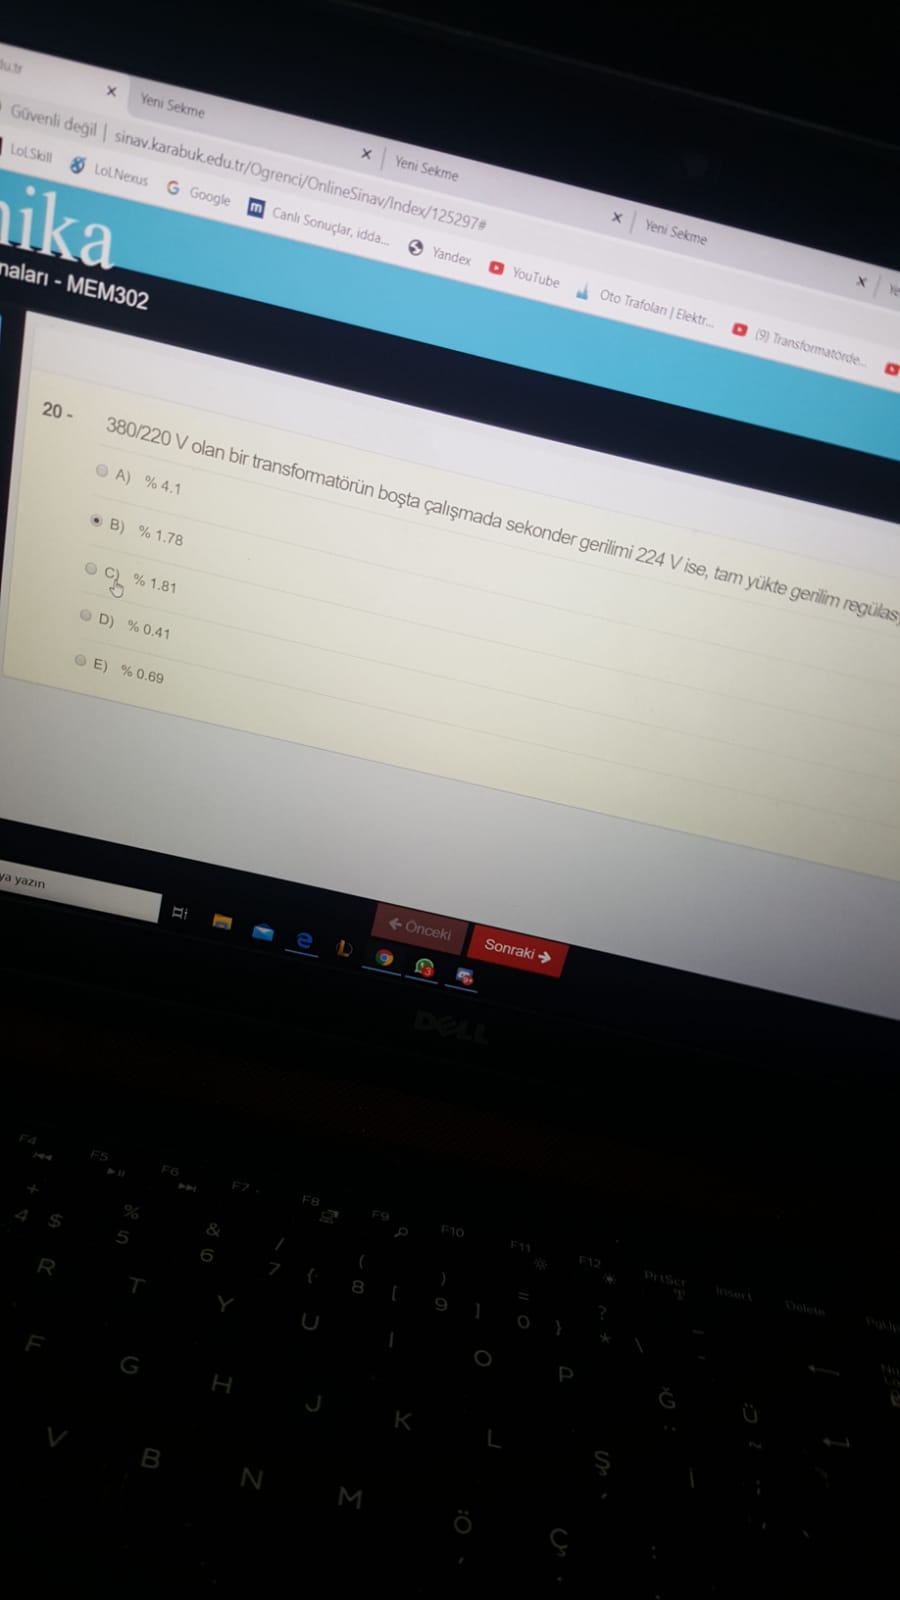 du.tr
Yeni Sekme
Yeni Sekme
Yeni Sekme
Güvenli değil | sinav.karabuk.edu.tr/Ogrenci/OnlineSinav/Index/125297#
LoLSkill
LoLNexus
Google
Canlı Sonuçlar, idda...
Yandex
YouTube
Oto Trafoları | Elektr...
(9) Transformatörde...
nika
maları - MEM302
20 -
380/220 V olan bir transformatörün boşta çalışmada sekonder gerilimi 224 V ise, tam yükte gerilim regülas
A) % 4.1
B) % 1.78
C) % 1.81
D) % 0.41
E) % 0.69
ya yazın
← Önceki
Sonraki →
DELL
F4 F5 F6 F7 F8 F9 F10 F11 F12 PrtScr Insert Delete PgUp
+ % & / ( ) = ? _
4 $ 5 6 7 { 8 [ 9 ] 0 } * \ -
R T Y U I O P Ğ Ü
¨ ~
F G H J K L Ş İ ;
V B N M Ö Ç :